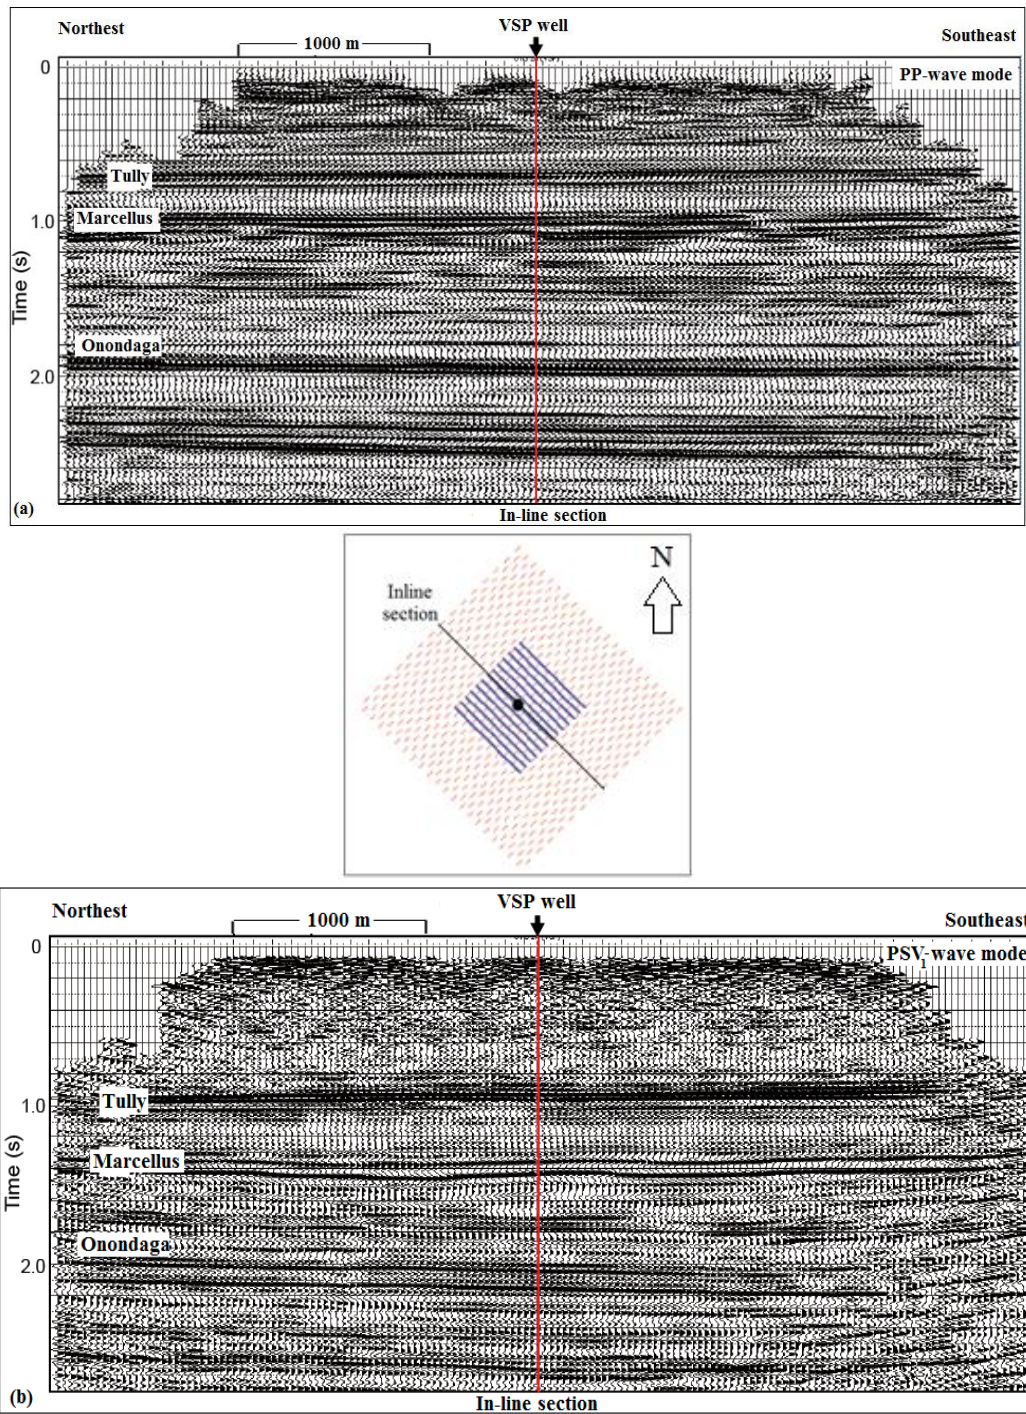 Northest
VSP well
Southeast
1000 m
0
PP-wave mode
Tully
Marcellus
1.0
Time (s)
Onondaga
2.0
(a)
In-line section
N
Inline
section
Northest
VSP well
Southeast
1000 m
0
PSV1-wave mode
Tully
1.0
Marcellus
Time (s)
Onondaga
2.0
(b)
In-line section